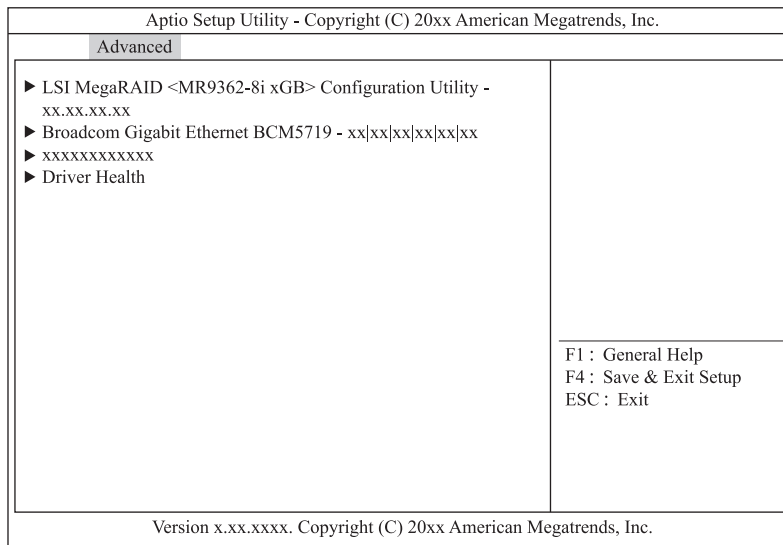 Aptio Setup Utility - Copyright (C) 20xx American Megatrends, Inc.
Advanced
▶ LSI MegaRAID <MR9362-8i xGB> Configuration Utility -
xx.xx.xx.xx
▶ Broadcom Gigabit Ethernet BCM5719 - xx|xx|xx|xx|xx|xx
▶ xxxxxxxxxxxx
▶ Driver Health
F1 : General Help
F4 : Save & Exit Setup
ESC : Exit
Version x.xx.xxxx. Copyright (C) 20xx American Megatrends, Inc.